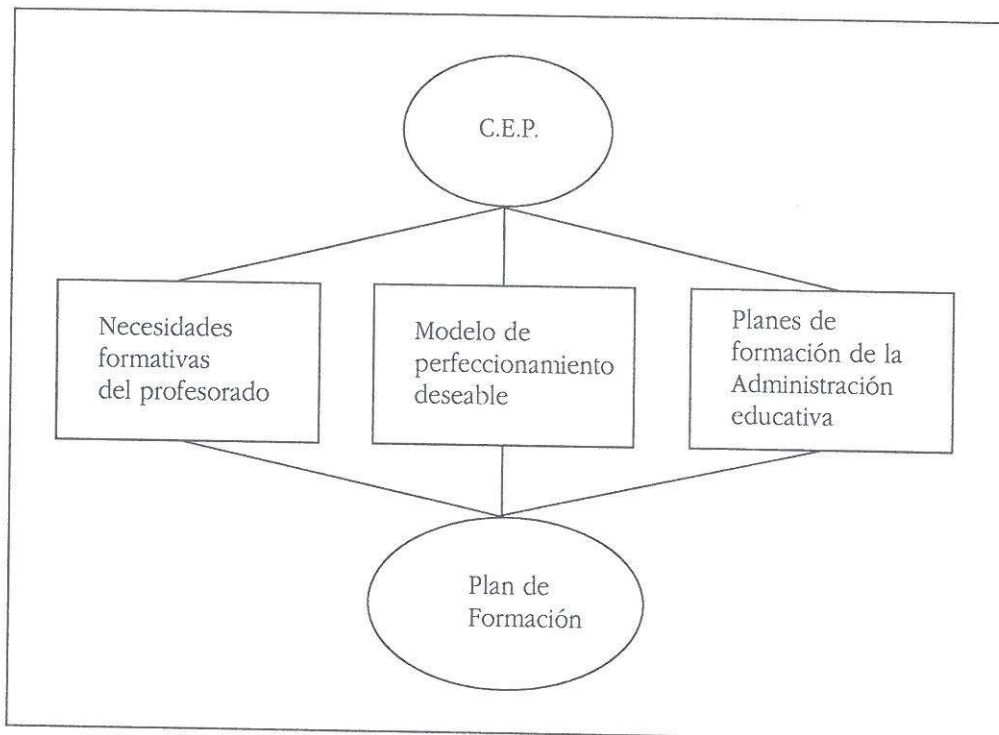 C.E.P.
Necesidades
formativas
del profesorado
Modelo de
perfeccionamiento
deseable
Planes de
formación de la
Administración
educativa
Plan de
Formación